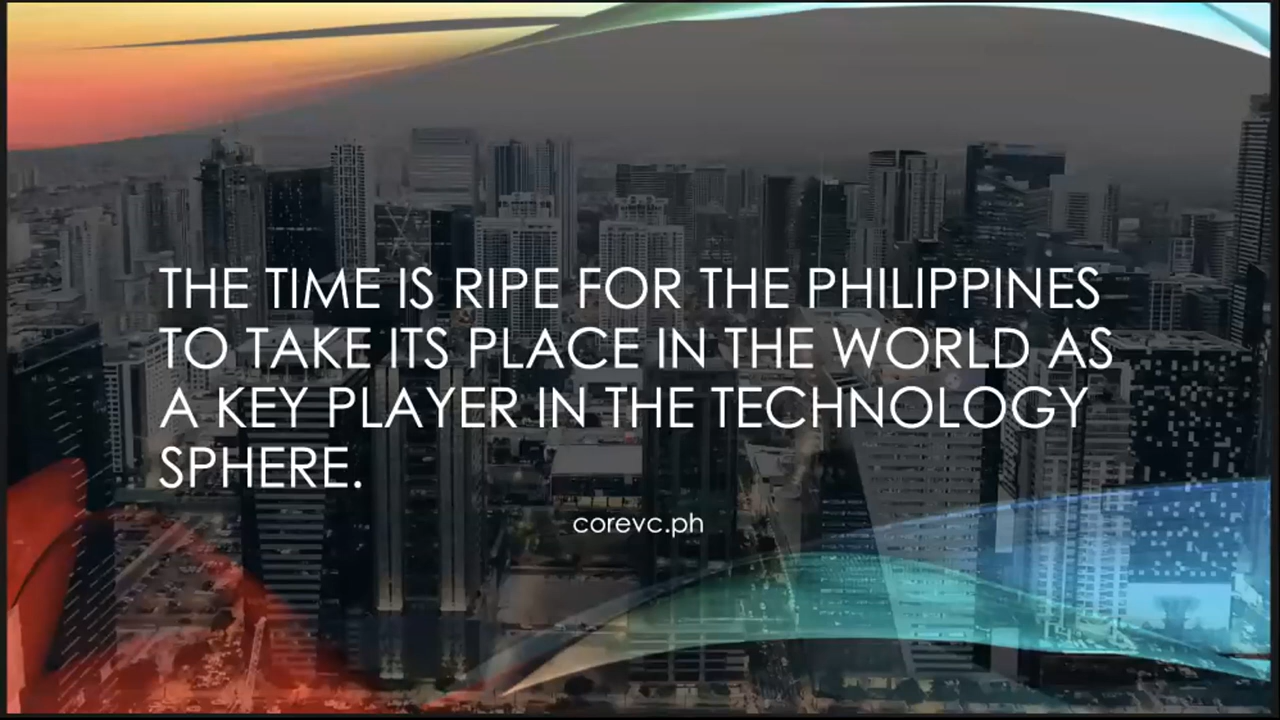 THE TIME IS RIPE FOR THE PHILIPPINES
TO TAKE ITS PLACE IN THE WORLD AS
A KEY PLAYER IN THE TECHNOLOGY
SPHERE.
corevc.ph